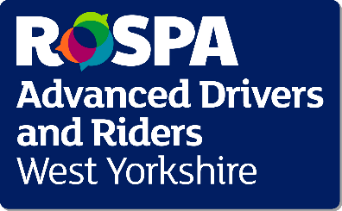 ROSPA
Advanced Drivers
and Riders
West Yorkshire